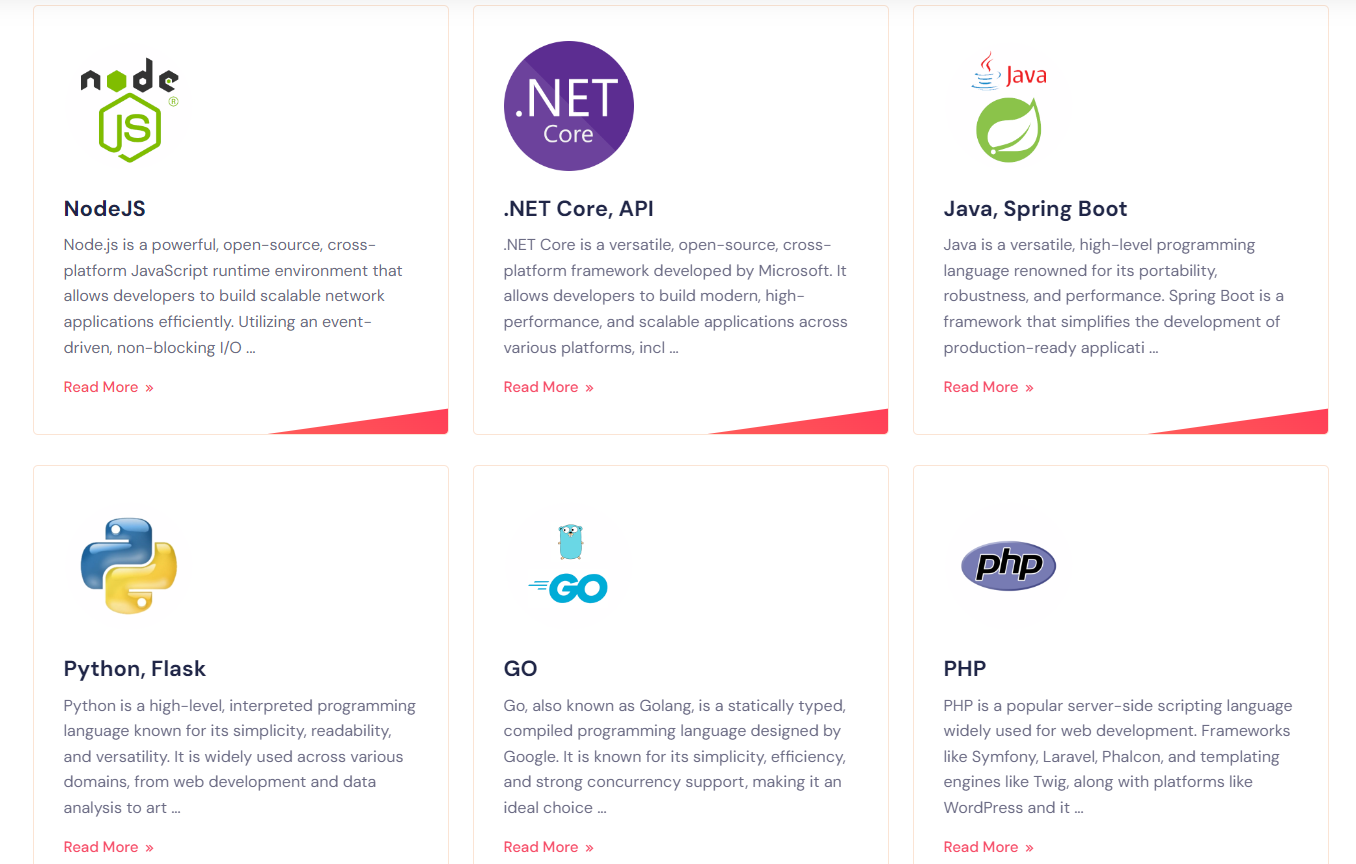 node
JS
®
NodeJS
Node.js is a powerful, open-source, cross-
platform JavaScript runtime environment that
allows developers to build scalable network
applications efficiently. Utilizing an event-
driven, non-blocking I/O ...
Read More »
.NET
Core
.NET Core, API
.NET Core is a versatile, open-source, cross-
platform framework developed by Microsoft. It
allows developers to build modern, high-
performance, and scalable applications across
various platforms, incl ...
Read More »
Java
Java, Spring Boot
Java is a versatile, high-level programming
language renowned for its portability,
robustness, and performance. Spring Boot is a
framework that simplifies the development of
production-ready applicati ...
Read More »
Python, Flask
Python is a high-level, interpreted programming
language known for its simplicity, readability,
and versatility. It is widely used across various
domains, from web development and data
analysis to art ...
Read More »
GO
GO
Go, also known as Golang, is a statically typed,
compiled programming language designed by
Google. It is known for its simplicity, efficiency,
and strong concurrency support, making it an
ideal choice ...
Read More »
php
PHP
PHP is a popular server-side scripting language
widely used for web development. Frameworks
like Symfony, Laravel, Phalcon, and templating
engines like Twig, along with platforms like
WordPress and it ...
Read More »